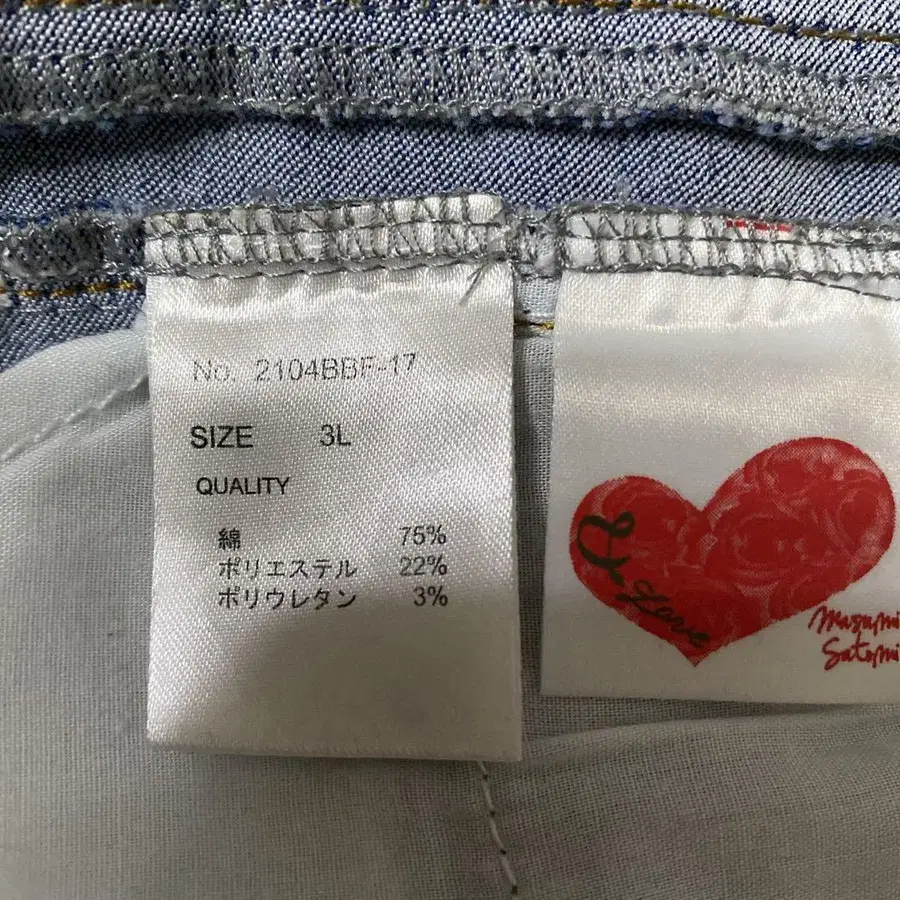 No. 2104BBF-17
SIZE 3L
QUALITY
綿 75%
ポリエステル 22%
ポリウレタン 3%
Love
Masami
Satomi